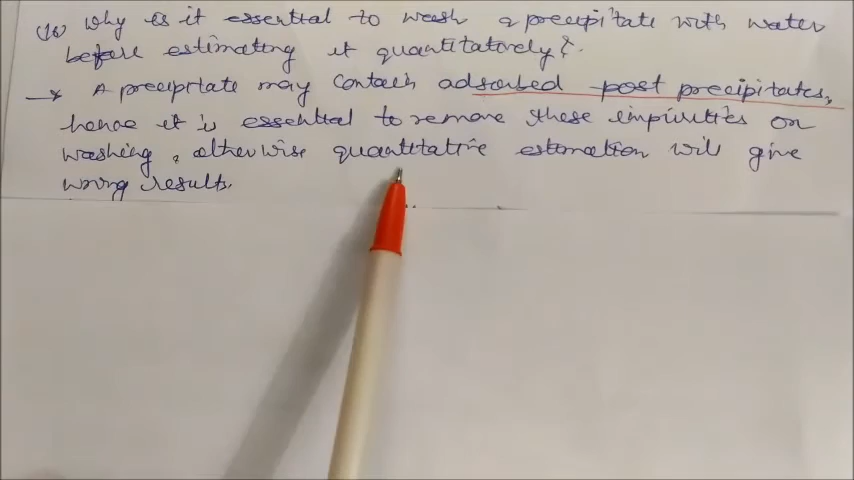 (16) Why is it essential to wash a precipitate with water
before estimating it quantitatively?
→ A precipitate may contain adsorbed post precipitates,
hence it is essential to remove these impurities on
washing, otherwise quantitative estimation will give
wrong results.